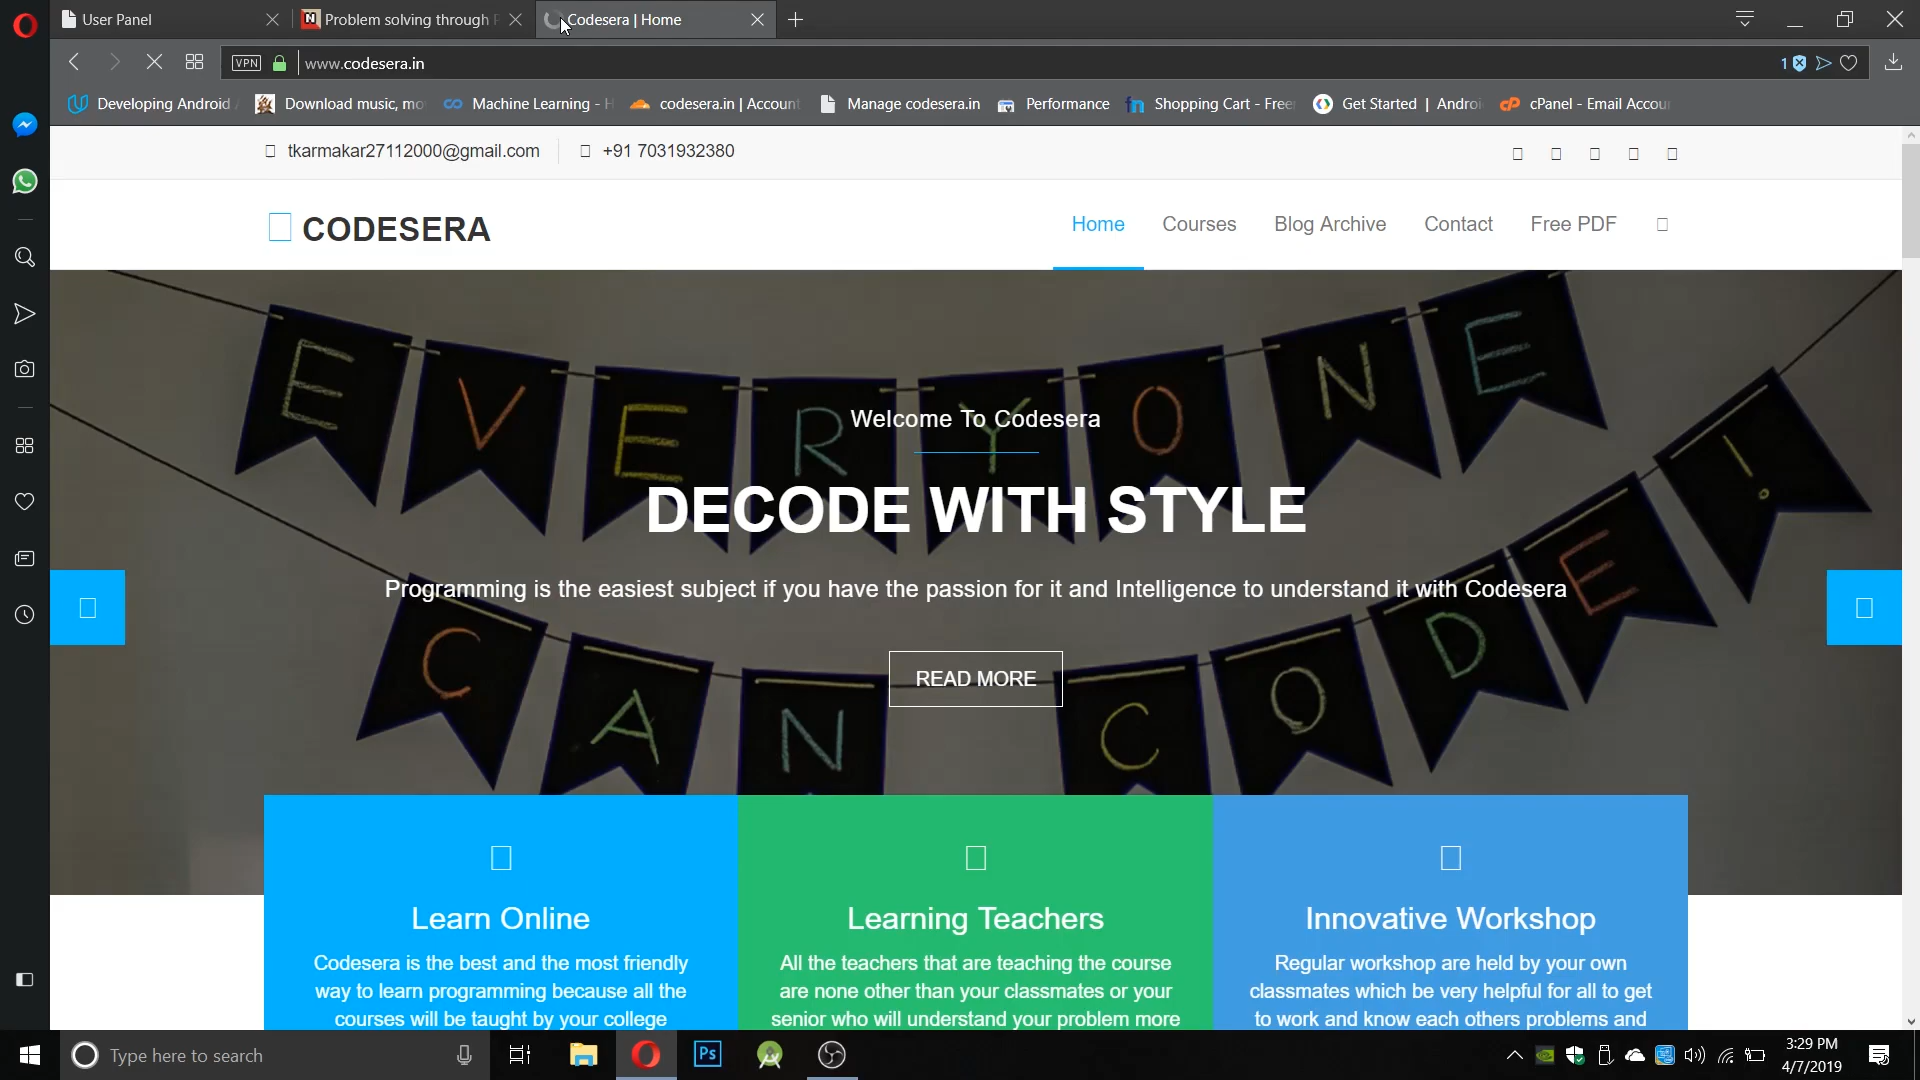 User Panel
Problem solving through
Codesera | Home
VPN
www.codesera.in
1
Developing Android
Download music, mo
Machine Learning -
codesera.in | Account
Manage codesera.in
Performance
Shopping Cart - Free
Get Started | Androi
cPanel - Email Accou
tkarmakar27112000@gmail.com
+91 7031932380
CODESERA
Home
Courses
Blog Archive
Contact
Free PDF
EVERYONE
Welcome To Codesera
DECODE WITH STYLE
Programming is the easiest subject if you have the passion for it and Intelligence to understand it with Codesera
READ MORE
CAN CODE!
Learn Online
Codesera is the best and the most friendly
way to learn programming because all the
courses will be taught by your college
Learning Teachers
All the teachers that are teaching the course
are none other than your classmates or your
senior who will understand your problem more
Innovative Workshop
Regular workshop are held by your own
classmates which be very helpful for all to get
to work and know each others problems and
Type here to search
Ps
3:29 PM
4/7/2019